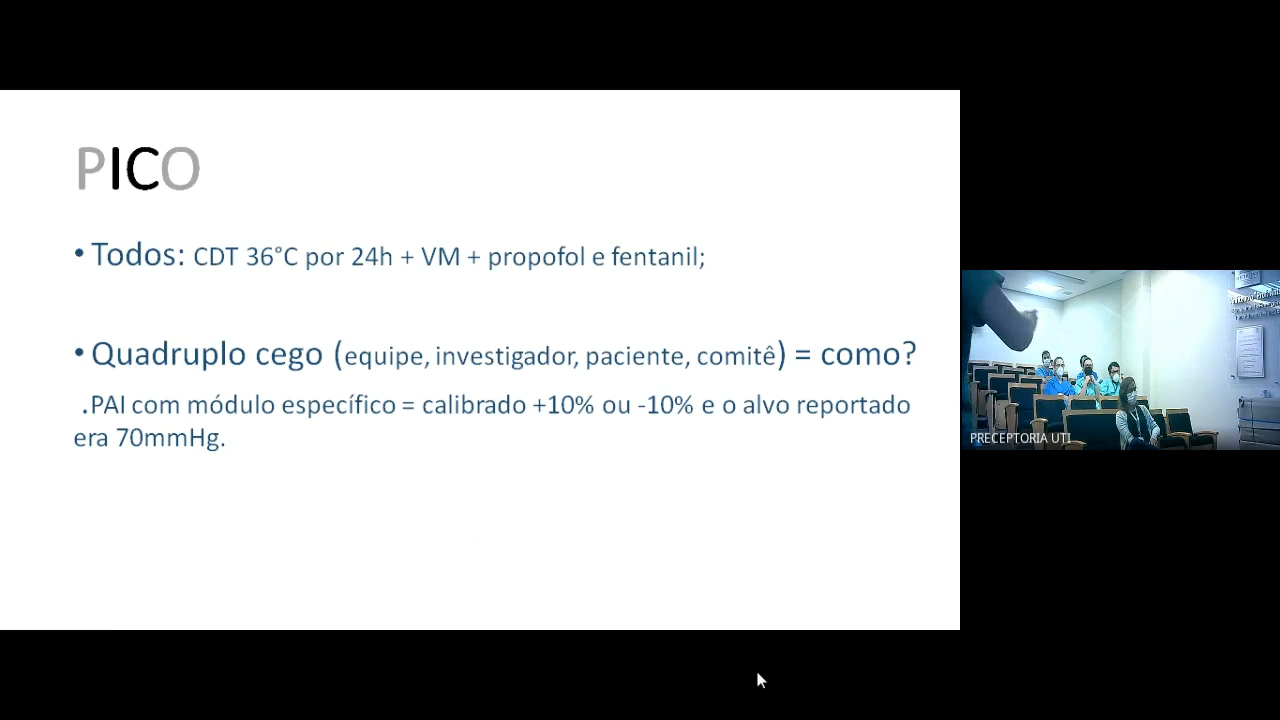 PICO
• Todos: CDT 36°C por 24h + VM + propofol e fentanil;
• Quadruplo cego (equipe, investigador, paciente, comitê) = como?
.PAI com módulo específico = calibrado +10% ou -10% e o alvo reportado
era 70mmHg.
PRECEPTORIA UTI